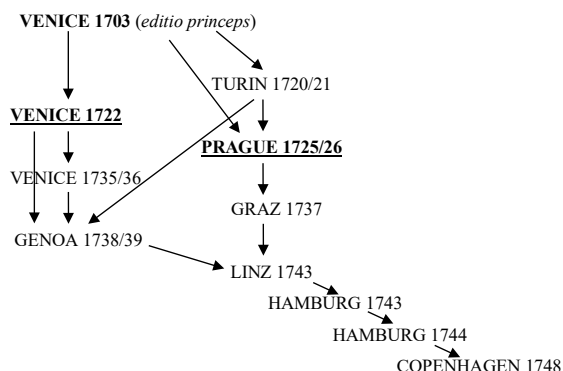 VENICE 1703 (editio princeps)
TURIN 1720/21
VENICE 1722
PRAGUE 1725/26
VENICE 1735/36
GRAZ 1737
GENOA 1738/39
LINZ 1743
HAMBURG 1743
HAMBURG 1744
COPENHAGEN 1748